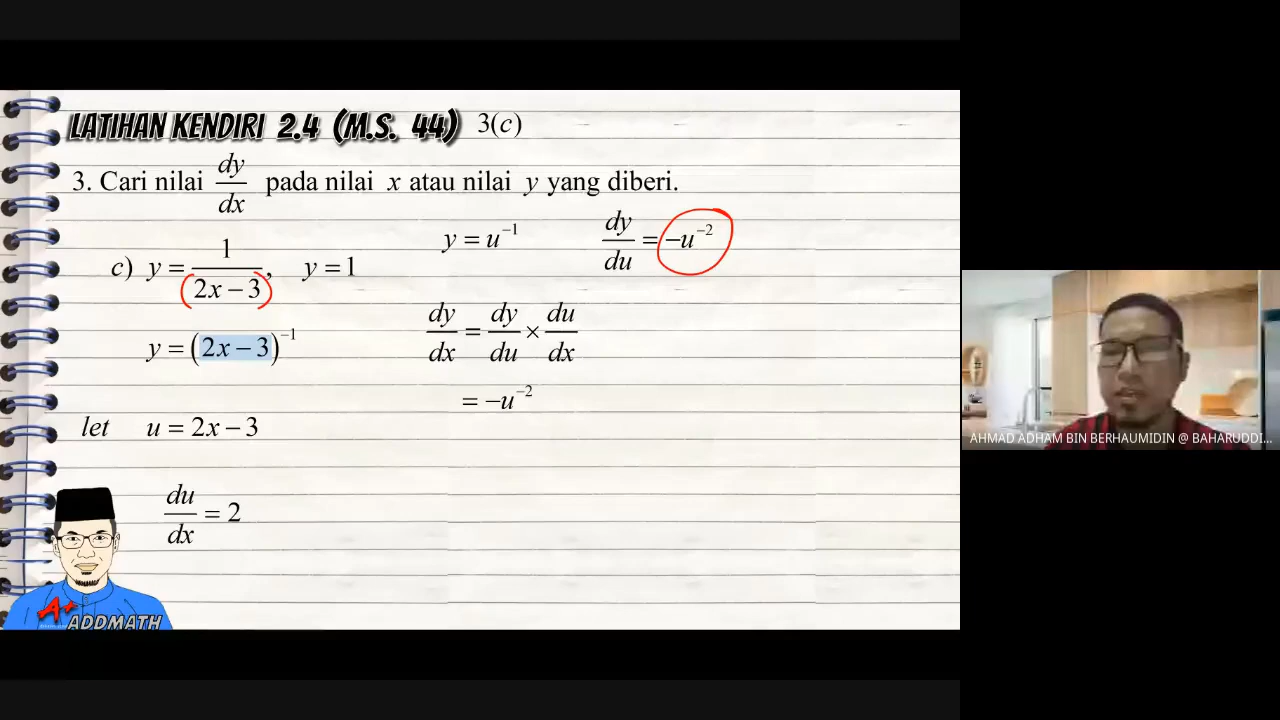 LATIHAN KENDIRI 2.4 (M.S. 44) 3(c)
3. Cari nilai dy/dx pada nilai x atau nilai y yang diberi.
c) y = 1/(2x − 3), y = 1
y = (2x − 3)⁻¹
let u = 2x − 3
du/dx = 2
y = u⁻¹ dy/du = −u⁻²
dy/dx = dy/du × du/dx
= −u⁻²
A+
ADDMATH
AHMAD ADHAM BIN BERHAUMIDIN @ BAHARUDDI...